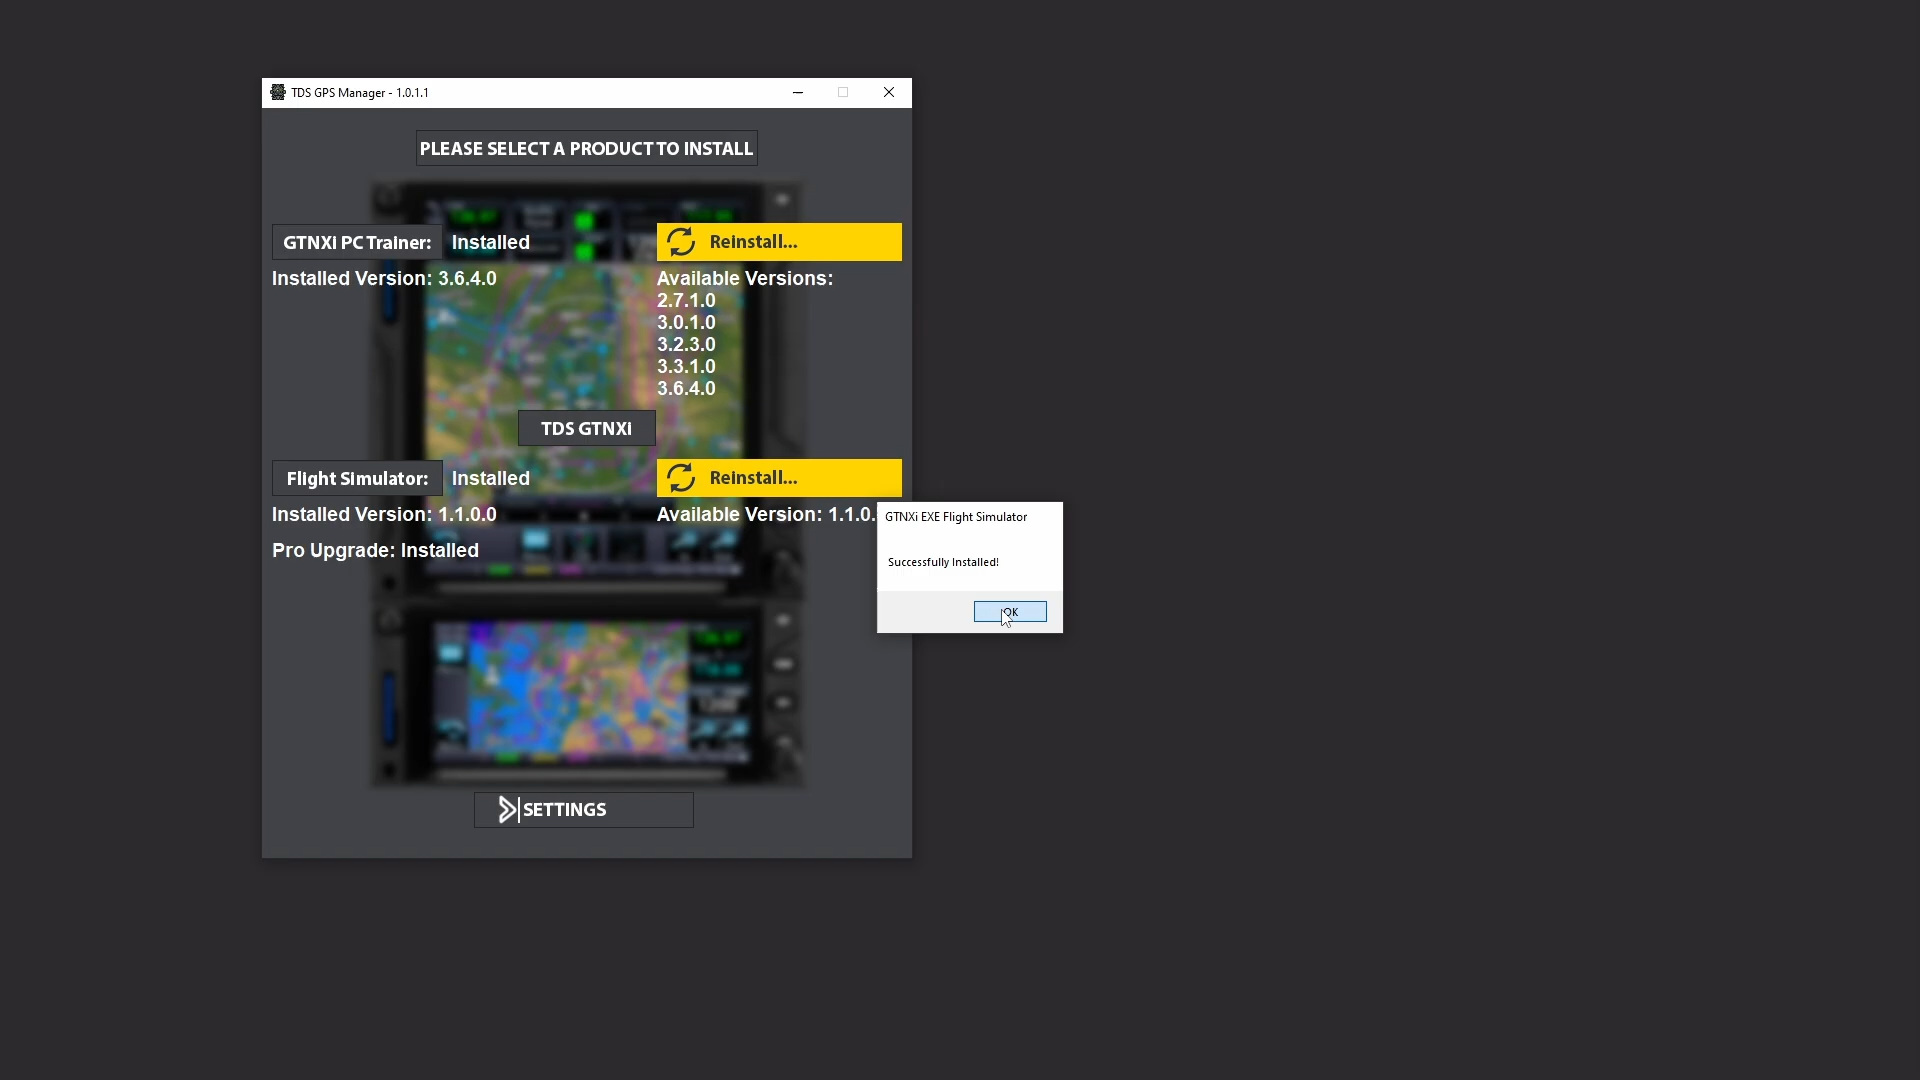 TDS GPS Manager - 1.0.1.1
PLEASE SELECT A PRODUCT TO INSTALL
GTNXi PC Trainer: Installed
Reinstall...
Installed Version: 3.6.4.0
Available Versions:
2.7.1.0
3.0.1.0
3.2.3.0
3.3.1.0
3.6.4.0
TDS GTNXi
Flight Simulator: Installed
Reinstall...
Installed Version: 1.1.0.0
Available Version: 1.1.0.
Pro Upgrade: Installed
GTNXi EXE Flight Simulator
Successfully Installed!
OK
1200
SETTINGS